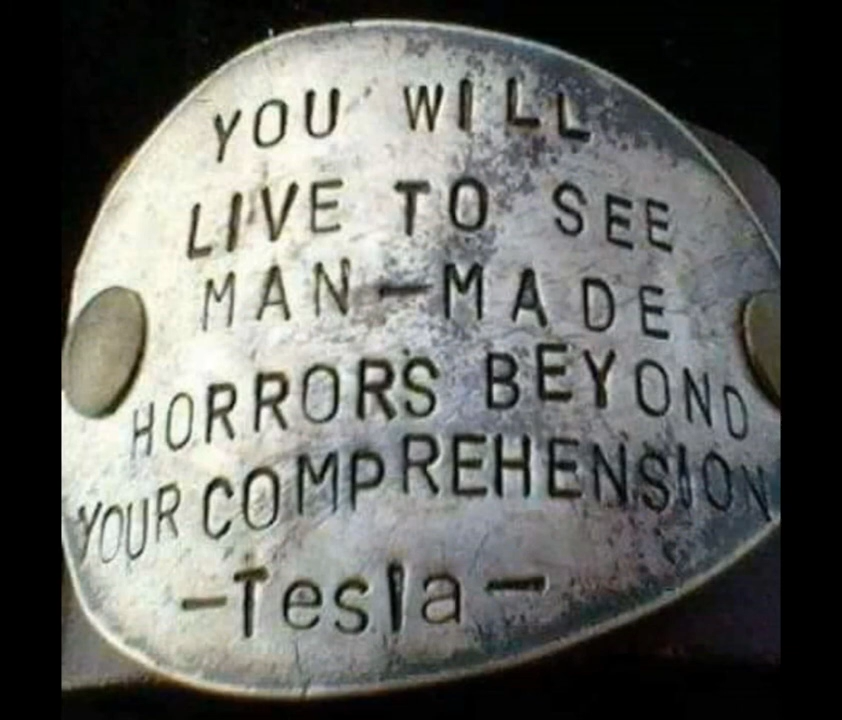 YOU WILL
LIVE TO SEE
MAN-MADE
HORRORS BEYOND
YOUR COMPREHENSION
-Tesla-